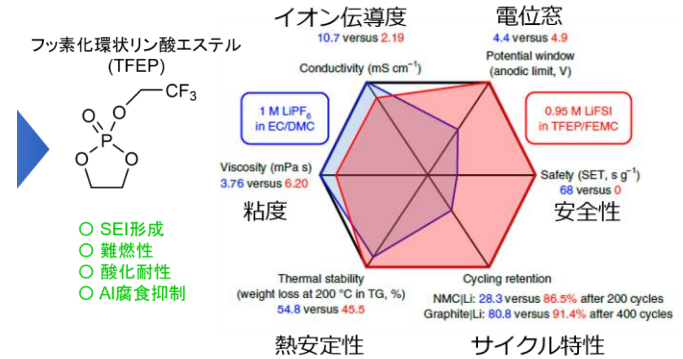 フッ素化環状リン酸エステル
(TFEP)
O
CF3
O
P
O
O
○ SEI形成
○ 難燃性
○ 酸化耐性
○ Al腐食抑制
イオン伝導度
10.7 versus 2.19
Conductivity (mS cm⁻¹)
電位窓
4.4 versus 4.9
Potential window
(anodic limit, V)
1 M LiPF6
in EC/DMC
0.95 M LiFSI
in TFEP/FEMC
Viscosity (mPa s)
3.76 versus 6.20
粘度
Safety (SET, s g⁻¹)
68 versus 0
安全性
Thermal stability
(weight loss at 200 °C in TG, %)
54.8 versus 45.5
熱安定性
Cycling retention
NMC|Li: 28.3 versus 86.5% after 200 cycles
Graphite|Li: 80.8 versus 91.4% after 400 cycles
サイクル特性